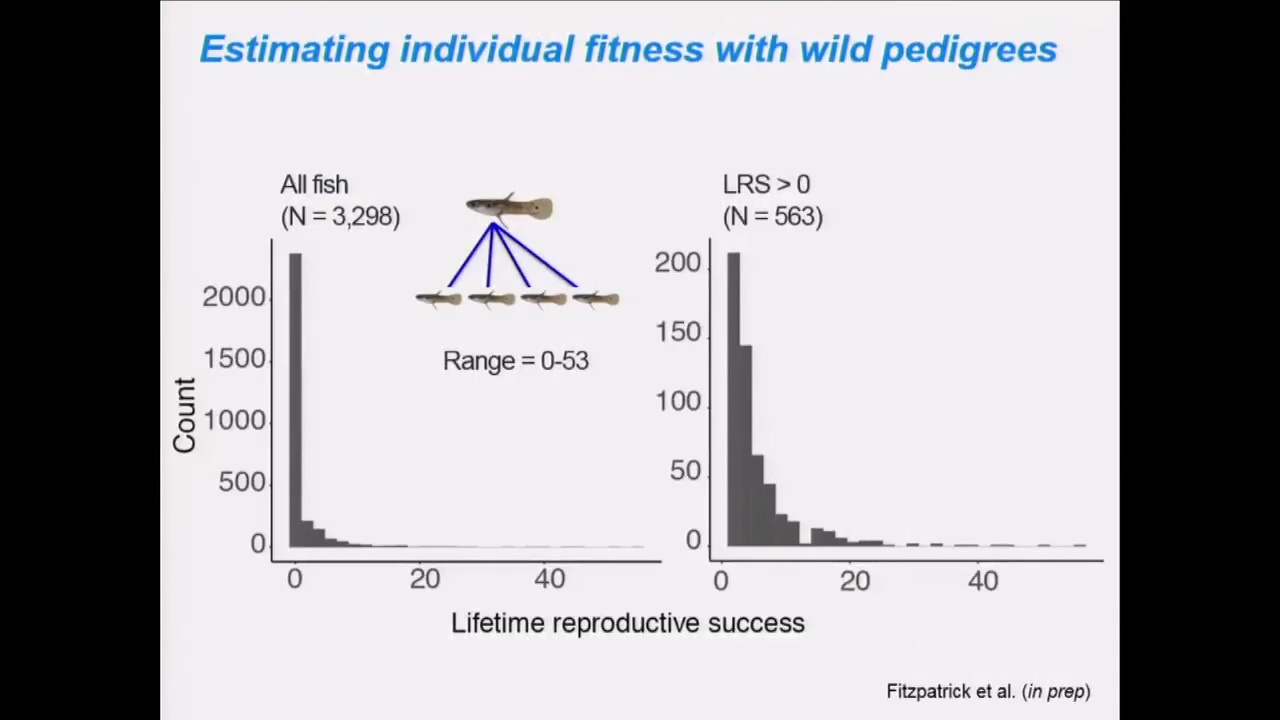 Estimating individual fitness with wild pedigrees
All fish
(N = 3,298)
LRS > 0
(N = 563)
Range = 0-53
Count
2000
1500
1000
500
0
0
20
40
200
150
100
50
0
0
20
40
Lifetime reproductive success
Fitzpatrick et al. (in prep)